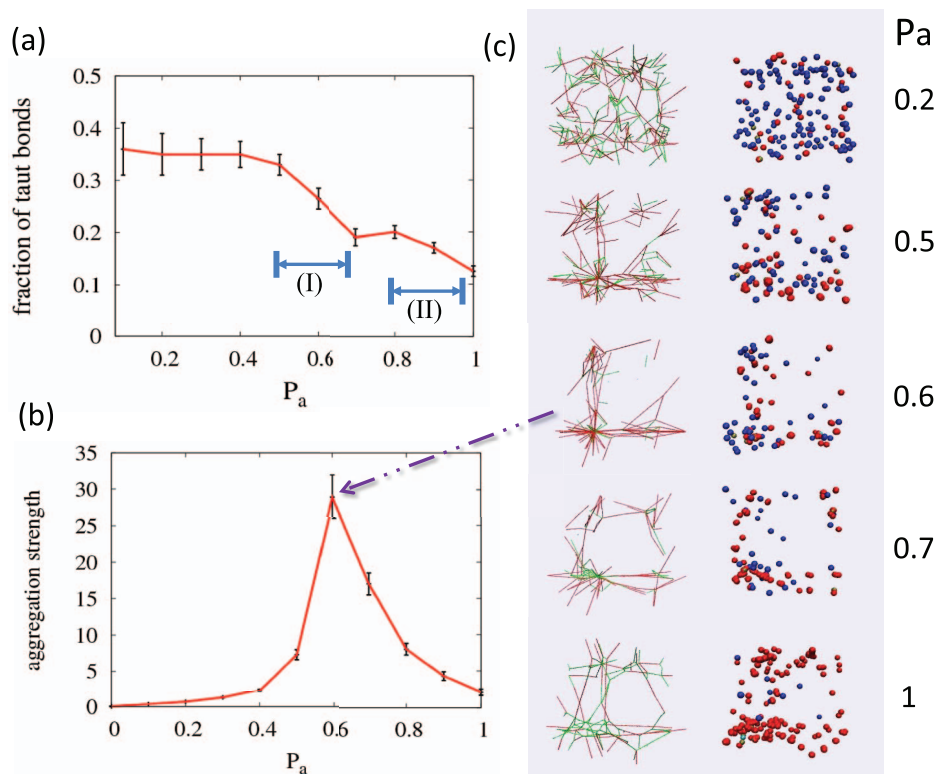 (a)
fraction of taut bonds
0.5
0.4
0.3
0.2
0.1
0
(I)
(II)
0.2 0.4 0.6 0.8 1
Pa
(b)
aggregation strength
35
30
25
20
15
10
5
0
0 0.2 0.4 0.6 0.8 1
Pa
(c)
Pa
0.2
0.5
0.6
0.7
1